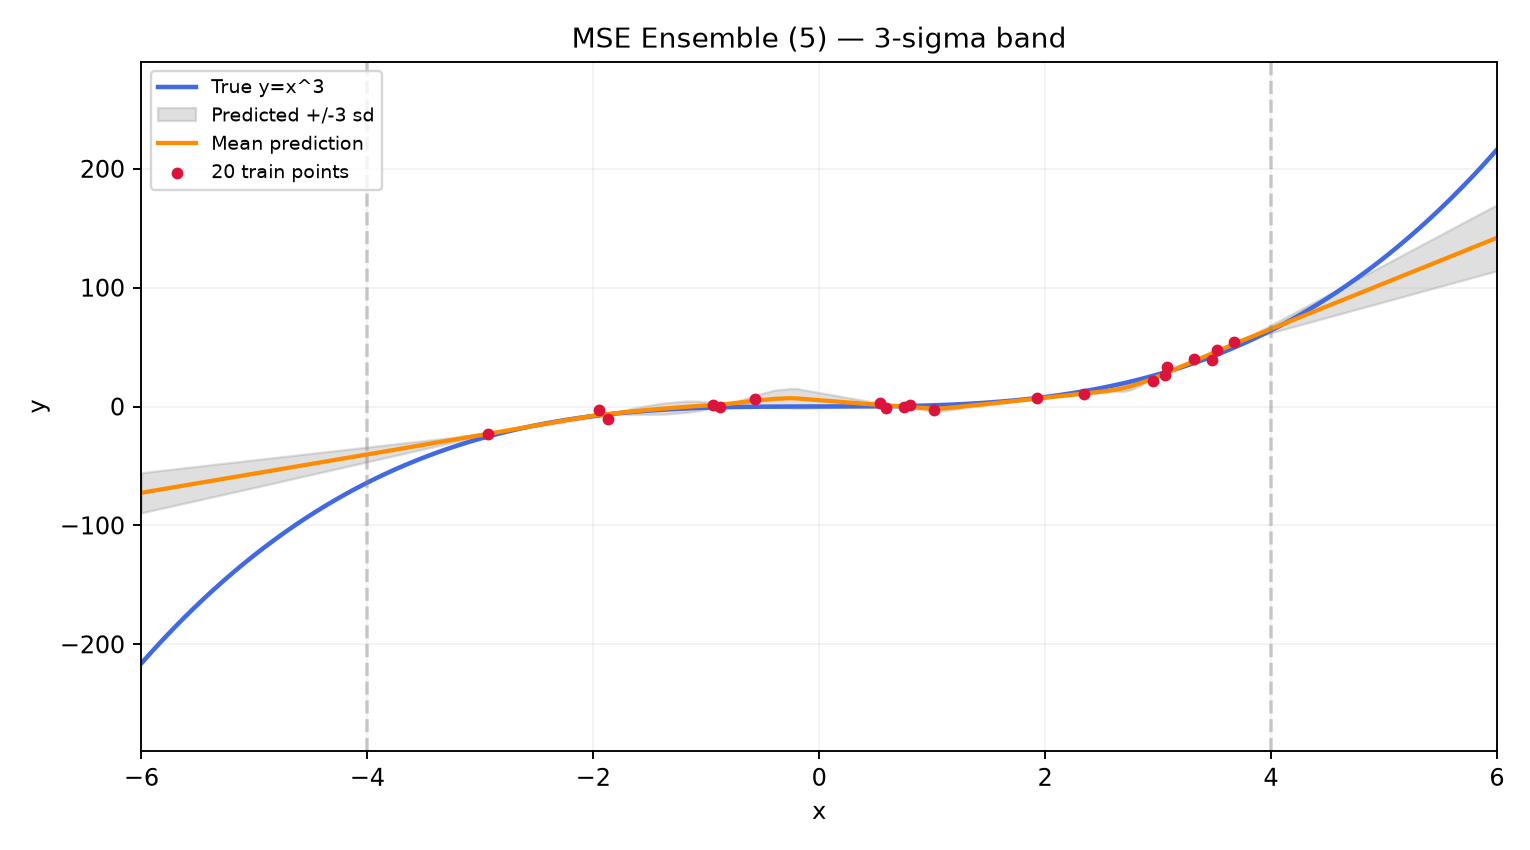 MSE Ensemble (5) — 3-sigma band
True y=x^3
Predicted +/-3 sd
Mean prediction
20 train points
y
200
100
0
−100
−200
−6
−4
−2
0
2
4
6
x